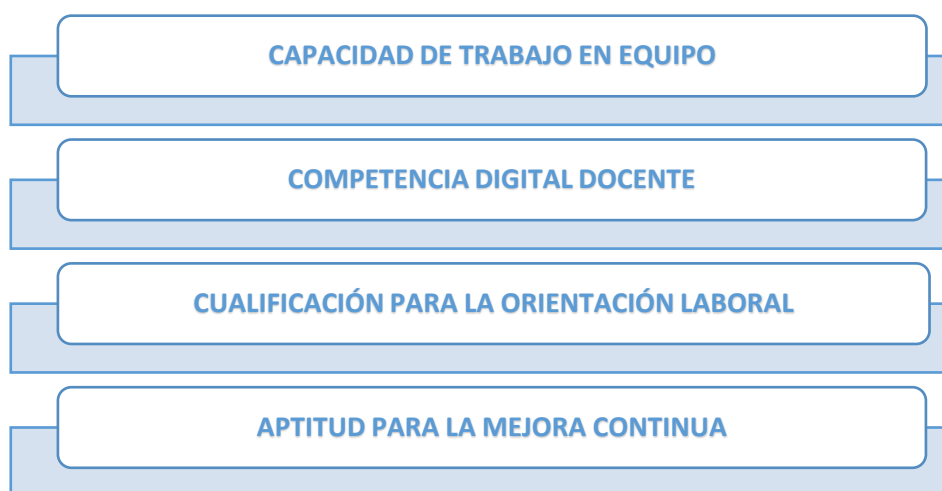 CAPACIDAD DE TRABAJO EN EQUIPO
COMPETENCIA DIGITAL DOCENTE
CUALIFICACIÓN PARA LA ORIENTACIÓN LABORAL
APTITUD PARA LA MEJORA CONTINUA